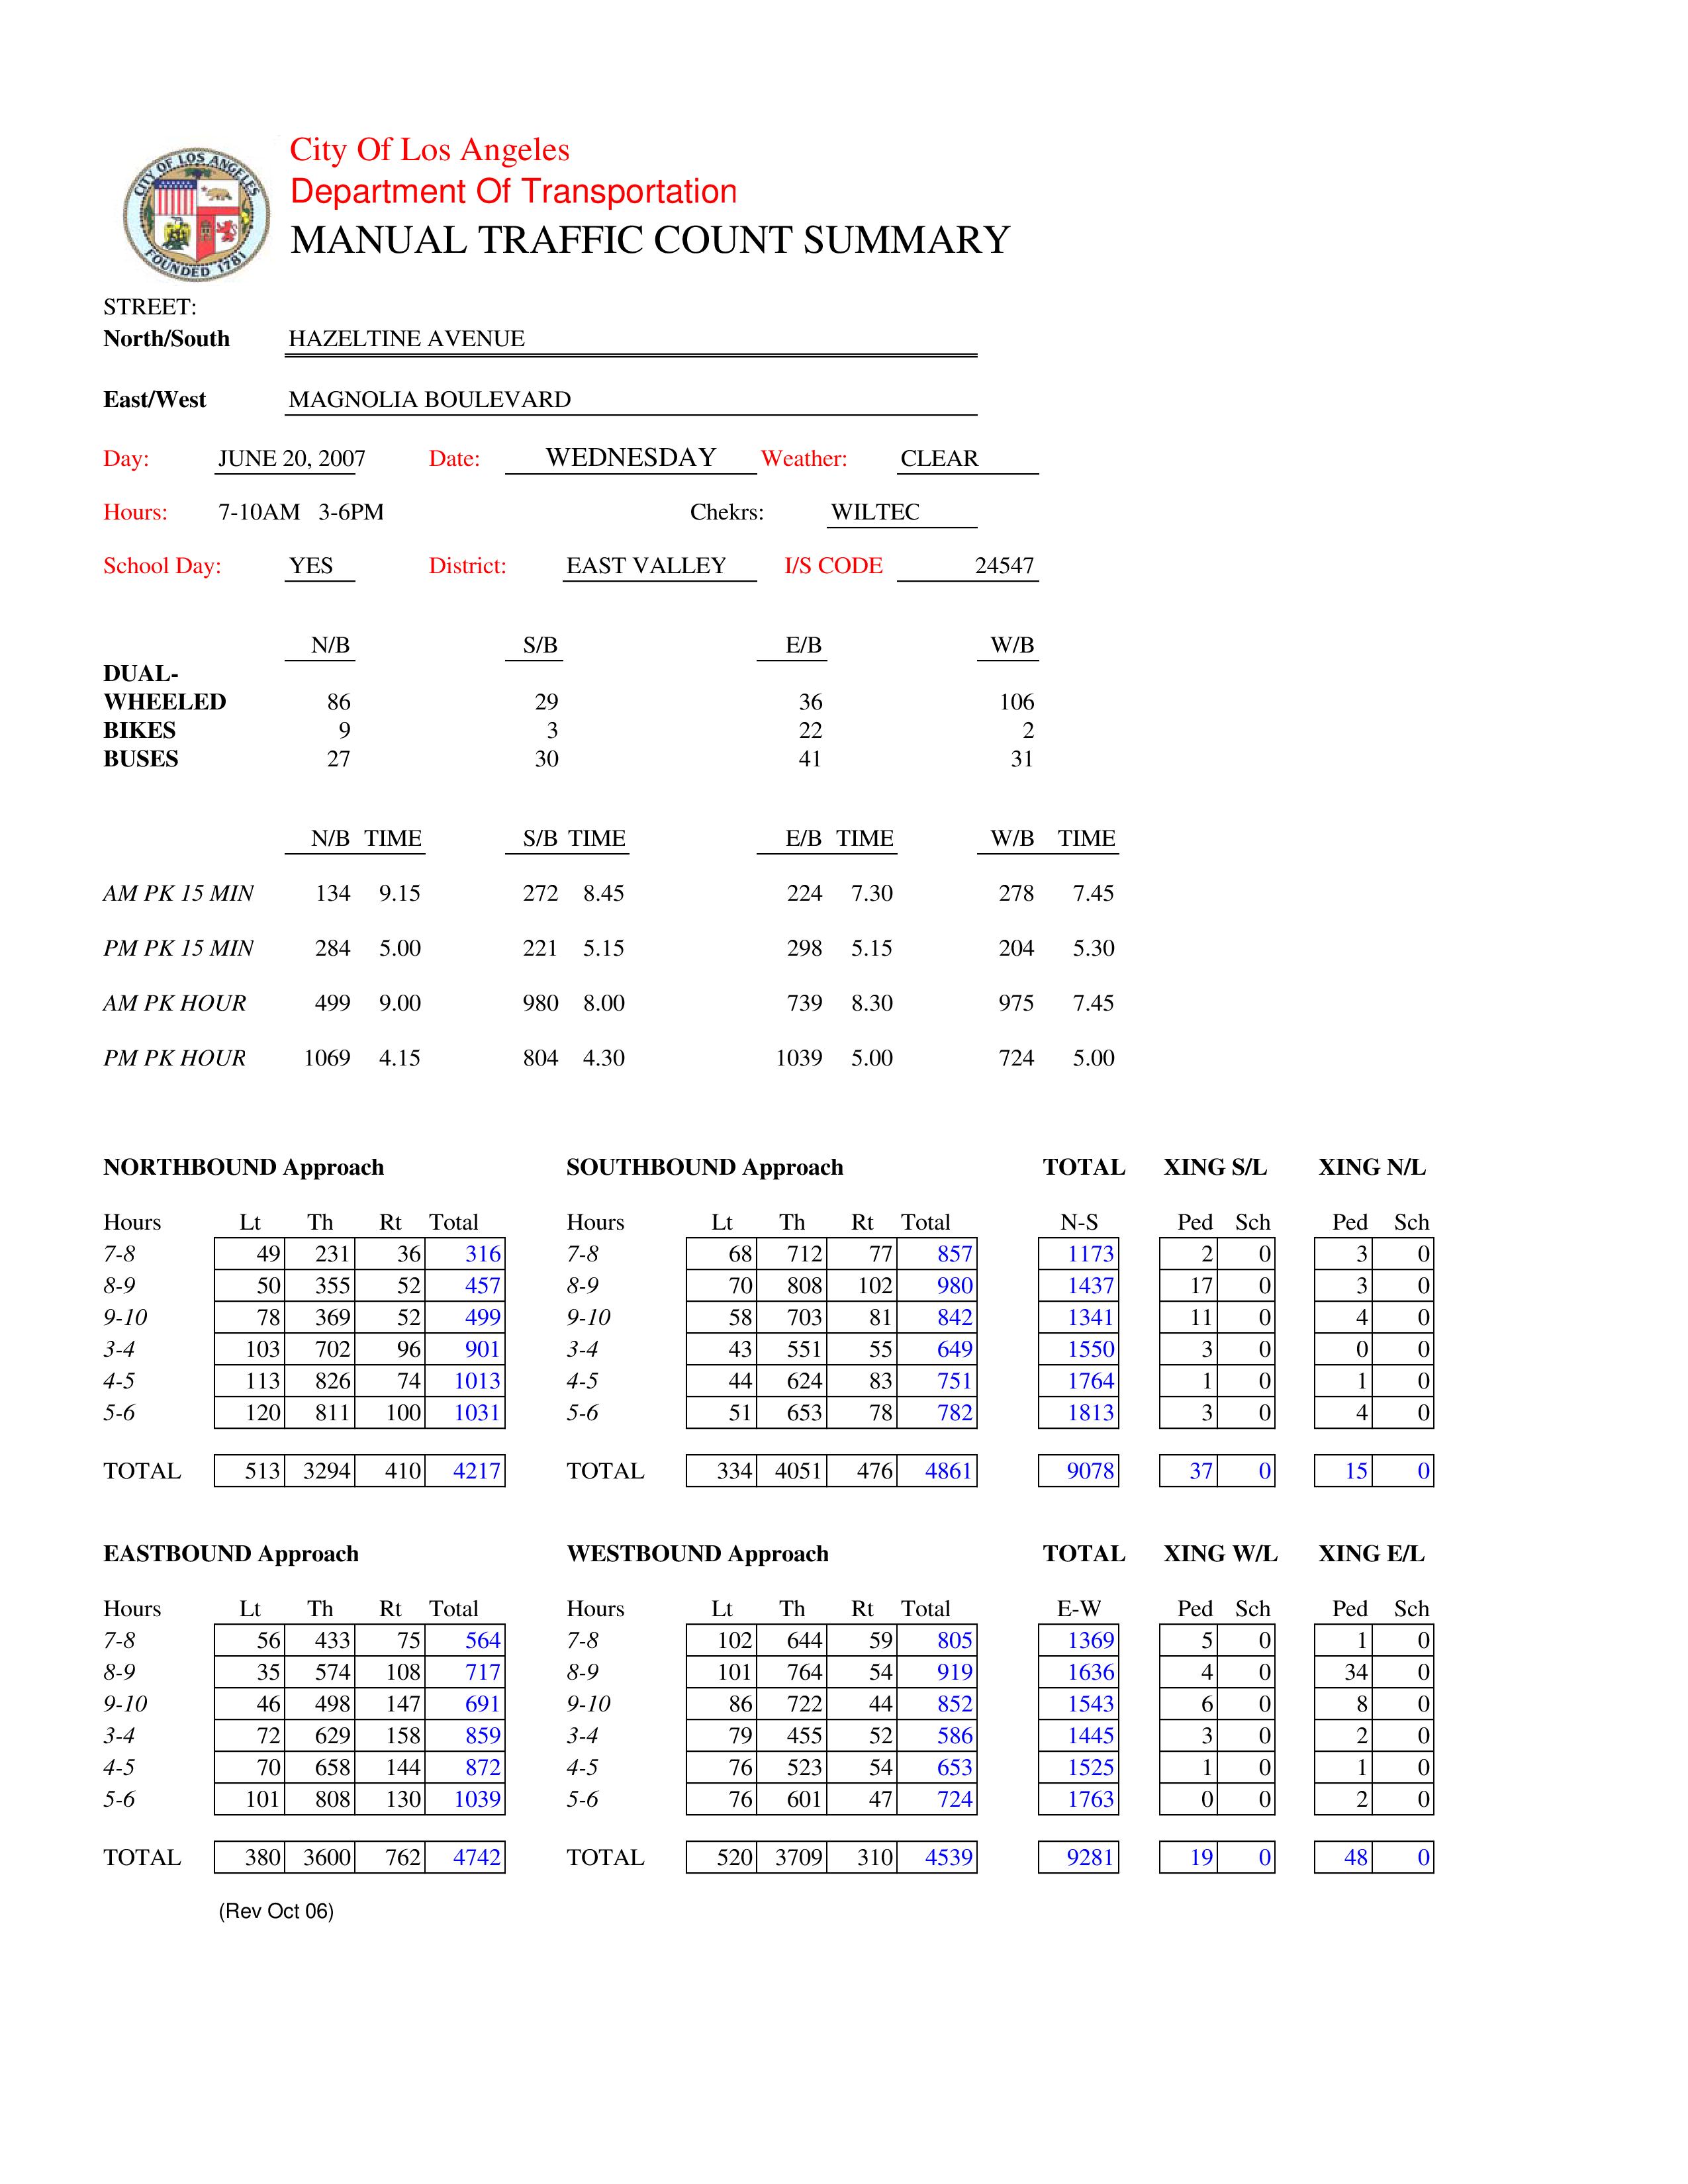 CITY OF LOS ANGELES
FOUNDED 1781
City Of Los Angeles
Department Of Transportation
MANUAL TRAFFIC COUNT SUMMARY
STREET:
North/South HAZELTINE AVENUE
East/West MAGNOLIA BOULEVARD
Day: JUNE 20, 2007 Date: WEDNESDAY Weather: CLEAR
Hours: 7-10AM 3-6PM Chekrs: WILTEC
School Day: YES District: EAST VALLEY I/S CODE 24547
N/B S/B E/B W/B
DUAL-
WHEELED 86 29 36 106
BIKES 9 3 22 2
BUSES 27 30 41 31
N/B TIME S/B TIME E/B TIME W/B TIME
AM PK 15 MIN 134 9.15 272 8.45 224 7.30 278 7.45
PM PK 15 MIN 284 5.00 221 5.15 298 5.15 204 5.30
AM PK HOUR 499 9.00 980 8.00 739 8.30 975 7.45
PM PK HOUR 1069 4.15 804 4.30 1039 5.00 724 5.00
NORTHBOUND Approach SOUTHBOUND Approach TOTAL XING S/L XING N/L
Hours Lt Th Rt Total Hours Lt Th Rt Total N-S Ped Sch Ped Sch
7-8 49 231 36 316 7-8 68 712 77 857 1173 2 0 3 0
8-9 50 355 52 457 8-9 70 808 102 980 1437 17 0 3 0
9-10 78 369 52 499 9-10 58 703 81 842 1341 11 0 4 0
3-4 103 702 96 901 3-4 43 551 55 649 1550 3 0 0 0
4-5 113 826 74 1013 4-5 44 624 83 751 1764 1 0 1 0
5-6 120 811 100 1031 5-6 51 653 78 782 1813 3 0 4 0
TOTAL 513 3294 410 4217 TOTAL 334 4051 476 4861 9078 37 0 15 0
EASTBOUND Approach WESTBOUND Approach TOTAL XING W/L XING E/L
Hours Lt Th Rt Total Hours Lt Th Rt Total E-W Ped Sch Ped Sch
7-8 56 433 75 564 7-8 102 644 59 805 1369 5 0 1 0
8-9 35 574 108 717 8-9 101 764 54 919 1636 4 0 34 0
9-10 46 498 147 691 9-10 86 722 44 852 1543 6 0 8 0
3-4 72 629 158 859 3-4 79 455 52 586 1445 3 0 2 0
4-5 70 658 144 872 4-5 76 523 54 653 1525 1 0 1 0
5-6 101 808 130 1039 5-6 76 601 47 724 1763 0 0 2 0
TOTAL 380 3600 762 4742 TOTAL 520 3709 310 4539 9281 19 0 48 0
(Rev Oct 06)